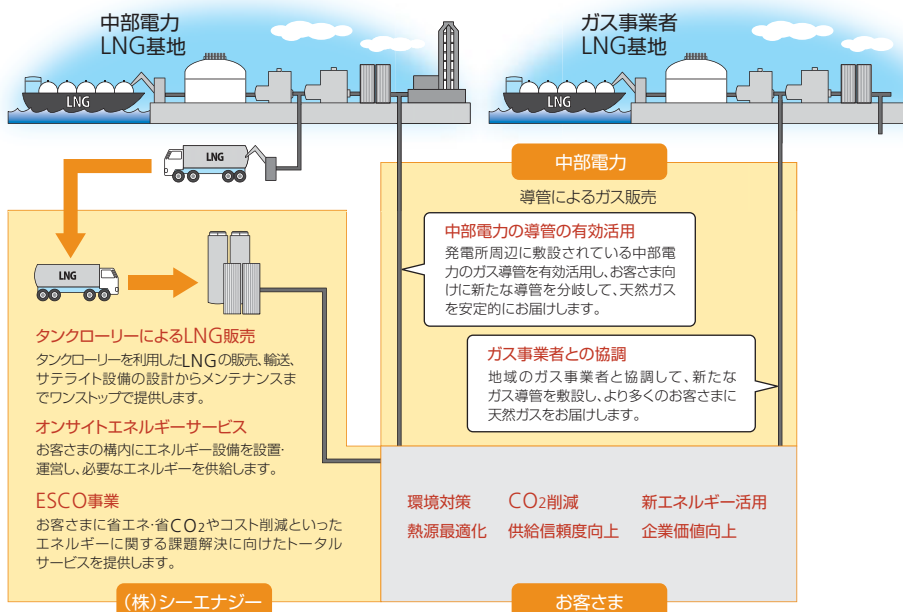 中部電力
LNG基地
ガス事業者
LNG基地
LNG
LNG
LNG
中部電力
導管によるガス販売
中部電力の導管の有効活用
発電所周辺に敷設されている中部電
力のガス導管を有効活用し、お客さま向
けに新たな導管を分岐して、天然ガス
を安定的にお届けします。
ガス事業者との協調
地域のガス事業者と協調して、新たな
ガス導管を敷設し、より多くのお客さまに
天然ガスをお届けします。
LNG
タンクローリーによるLNG販売
タンクローリーを利用したLNGの販売、輸送、
サテライト設備の設計からメンテナンスま
でワンストップで提供します。
オンサイトエネルギーサービス
お客さまの構内にエネルギー設備を設置・
運営し、必要なエネルギーを供給します。
ESCO事業
お客さまに省エネ・省CO2やコスト削減といった
エネルギーに関する課題解決に向けたトータル
サービスを提供します。
(株)シーエナジー
環境対策 CO2削減 新エネルギー活用
熱源最適化 供給信頼度向上 企業価値向上
お客さま